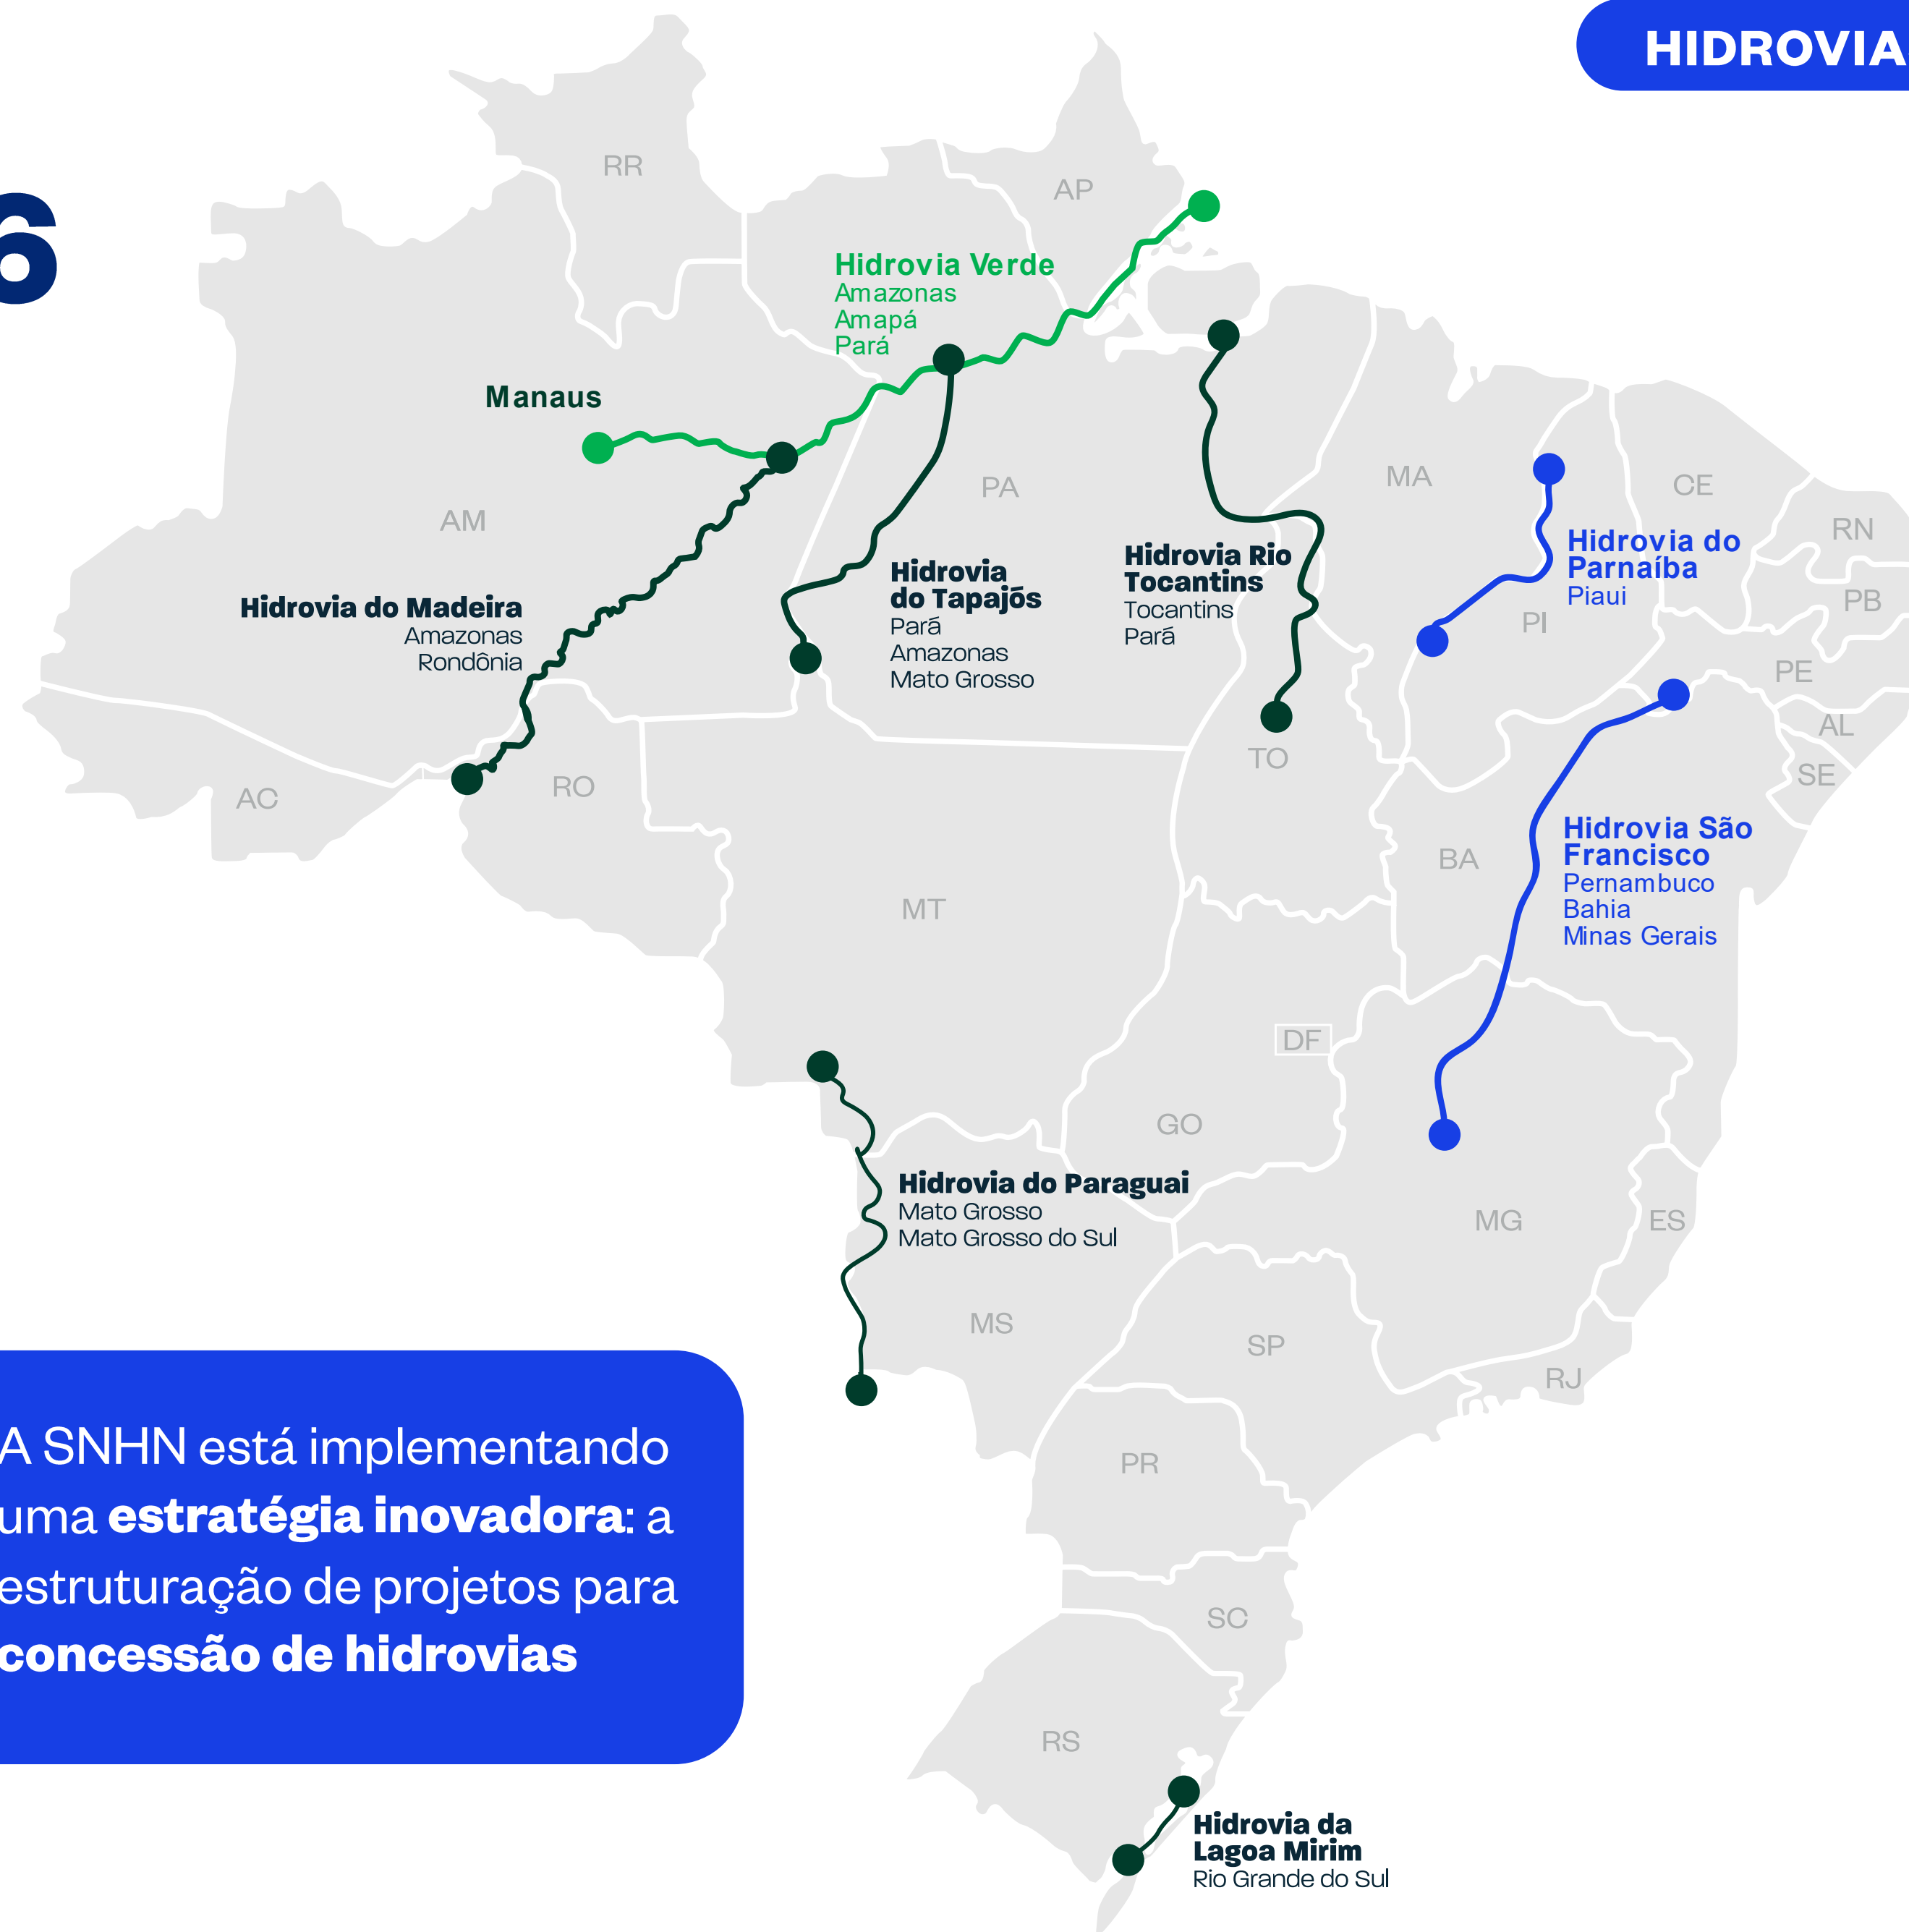 HIDROVIA
6
RR
AP
Hidrovia Verde
Amazonas
Amapá
Pará
Manaus
PA
MA
CE
AM
RN
Hidrovia do
Parnaíba
Piaui
Hidrovia Rio
Tocantins
Tocantins
Pará
Hidrovia
do Tapajós
Pará
Amazonas
Mato Grosso
Hidrovia do Madeira
Amazonas
Rondônia
PB
PI
PE
AL
TO
SE
RO
AC
Hidrovia São
Francisco
Pernambuco
Bahia
Minas Gerais
BA
MT
DF
GO
Hidrovia do Paraguai
Mato Grosso
Mato Grosso do Sul
MG
ES
MS
SP
RJ
A SNHN está implementando
uma estratégia inovadora: a
estruturação de projetos para
concessão de hidrovias
PR
SC
RS
Hidrovia da
Lagoa Mirim
Rio Grande do Sul